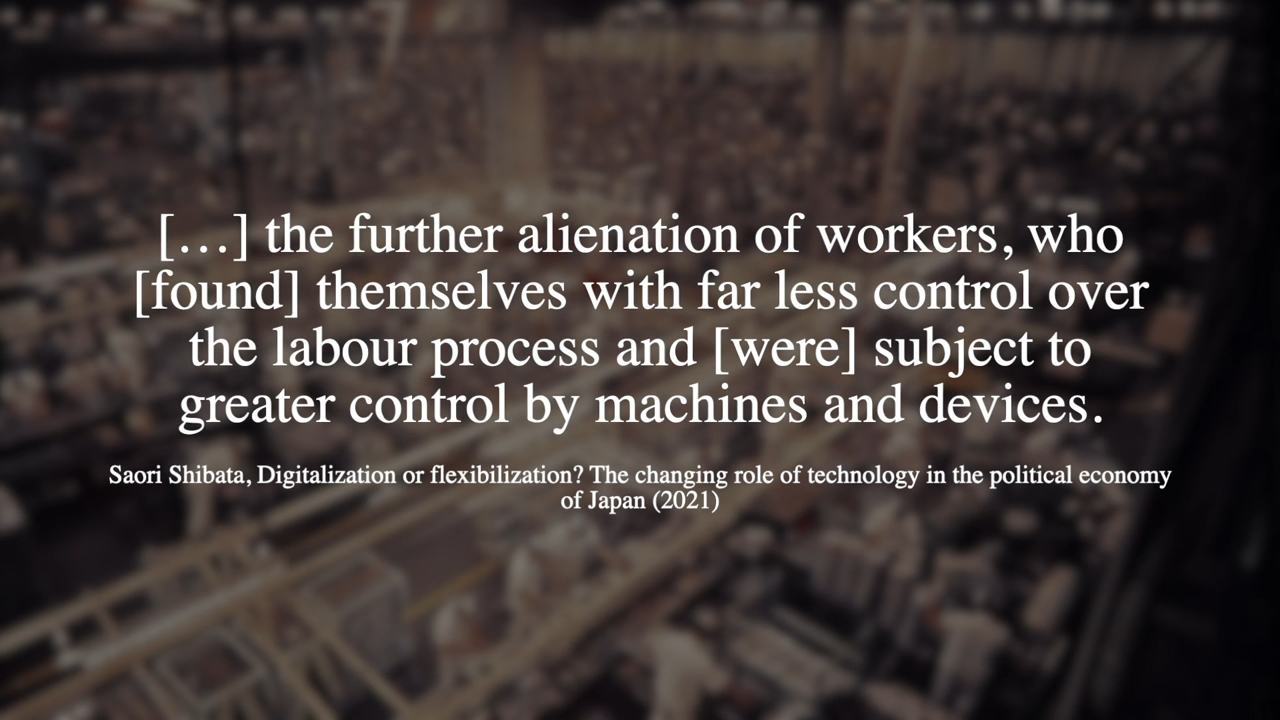 […] the further alienation of workers, who
[found] themselves with far less control over
the labour process and [were] subject to
greater control by machines and devices.
Saori Shibata, Digitalization or flexibilization? The changing role of technology in the political economy
of Japan (2021)